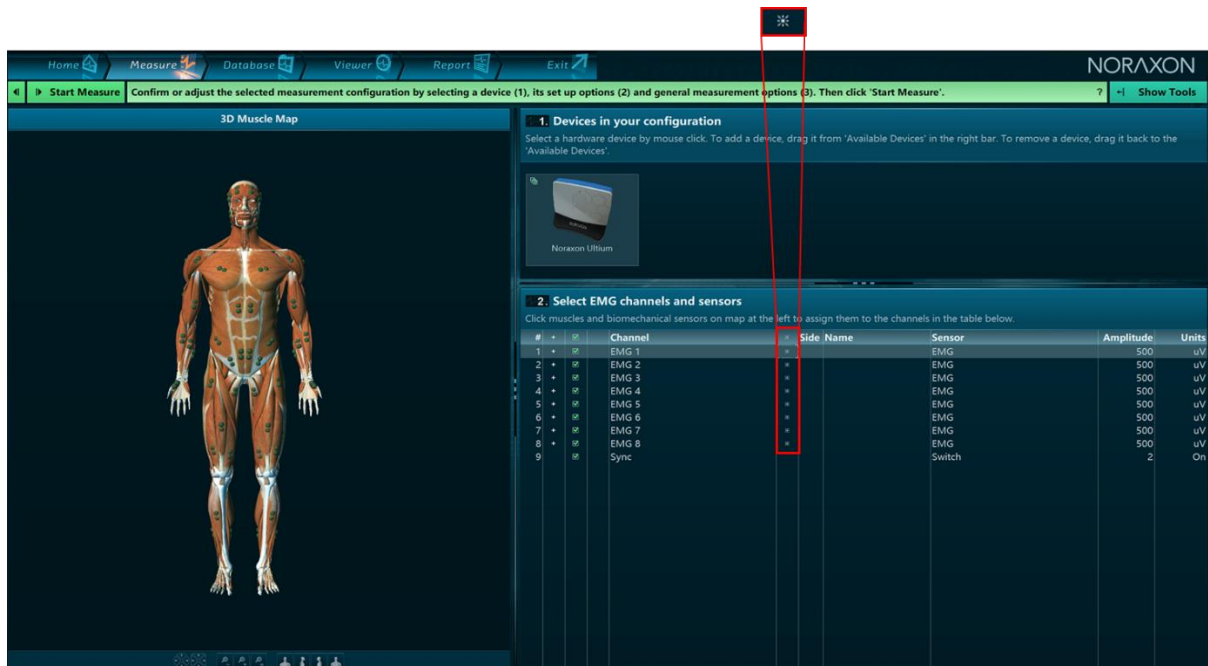 Home Measure Database Viewer Report Exit NORAXON
Start Measure Confirm or adjust the selected measurement configuration by selecting a device (1), its set up options (2) and general measurement options (3). Then click 'Start Measure'. ? Show Tools
3D Muscle Map
1. Devices in your configuration
Select a hardware device by mouse click. To add a device, drag it from 'Available Devices' in the right bar. To remove a device, drag it back to the
'Available Devices'.
NORAXON
Noraxon Ultium
2. Select EMG channels and sensors
Click muscles and biomechanical sensors on map at the left to assign them to the channels in the table below.
# + Channel Side Name Sensor Amplitude Units
1 + EMG 1 EMG 500 uV
2 + EMG 2 EMG 500 uV
3 + EMG 3 EMG 500 uV
4 + EMG 4 EMG 500 uV
5 + EMG 5 EMG 500 uV
6 + EMG 6 EMG 500 uV
7 + EMG 7 EMG 500 uV
8 + EMG 8 EMG 500 uV
9 Sync Switch 2 On